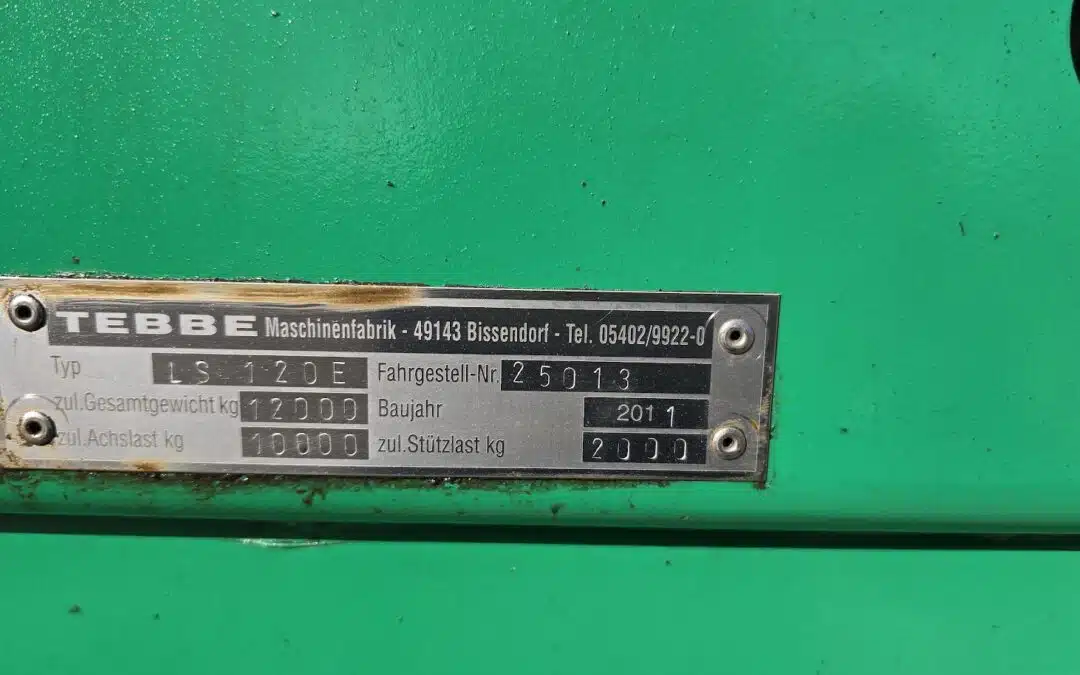 TEBBE Maschinenfabrik - 49143 Bissendorf - Tel. 05402/9922-0
Typ LS 120E Fahrgestell-Nr. 25013
zul.Gesamtgewicht kg 12000 Baujahr 2011
zul.Achslast kg 10000 zul.Stützlast kg 2000